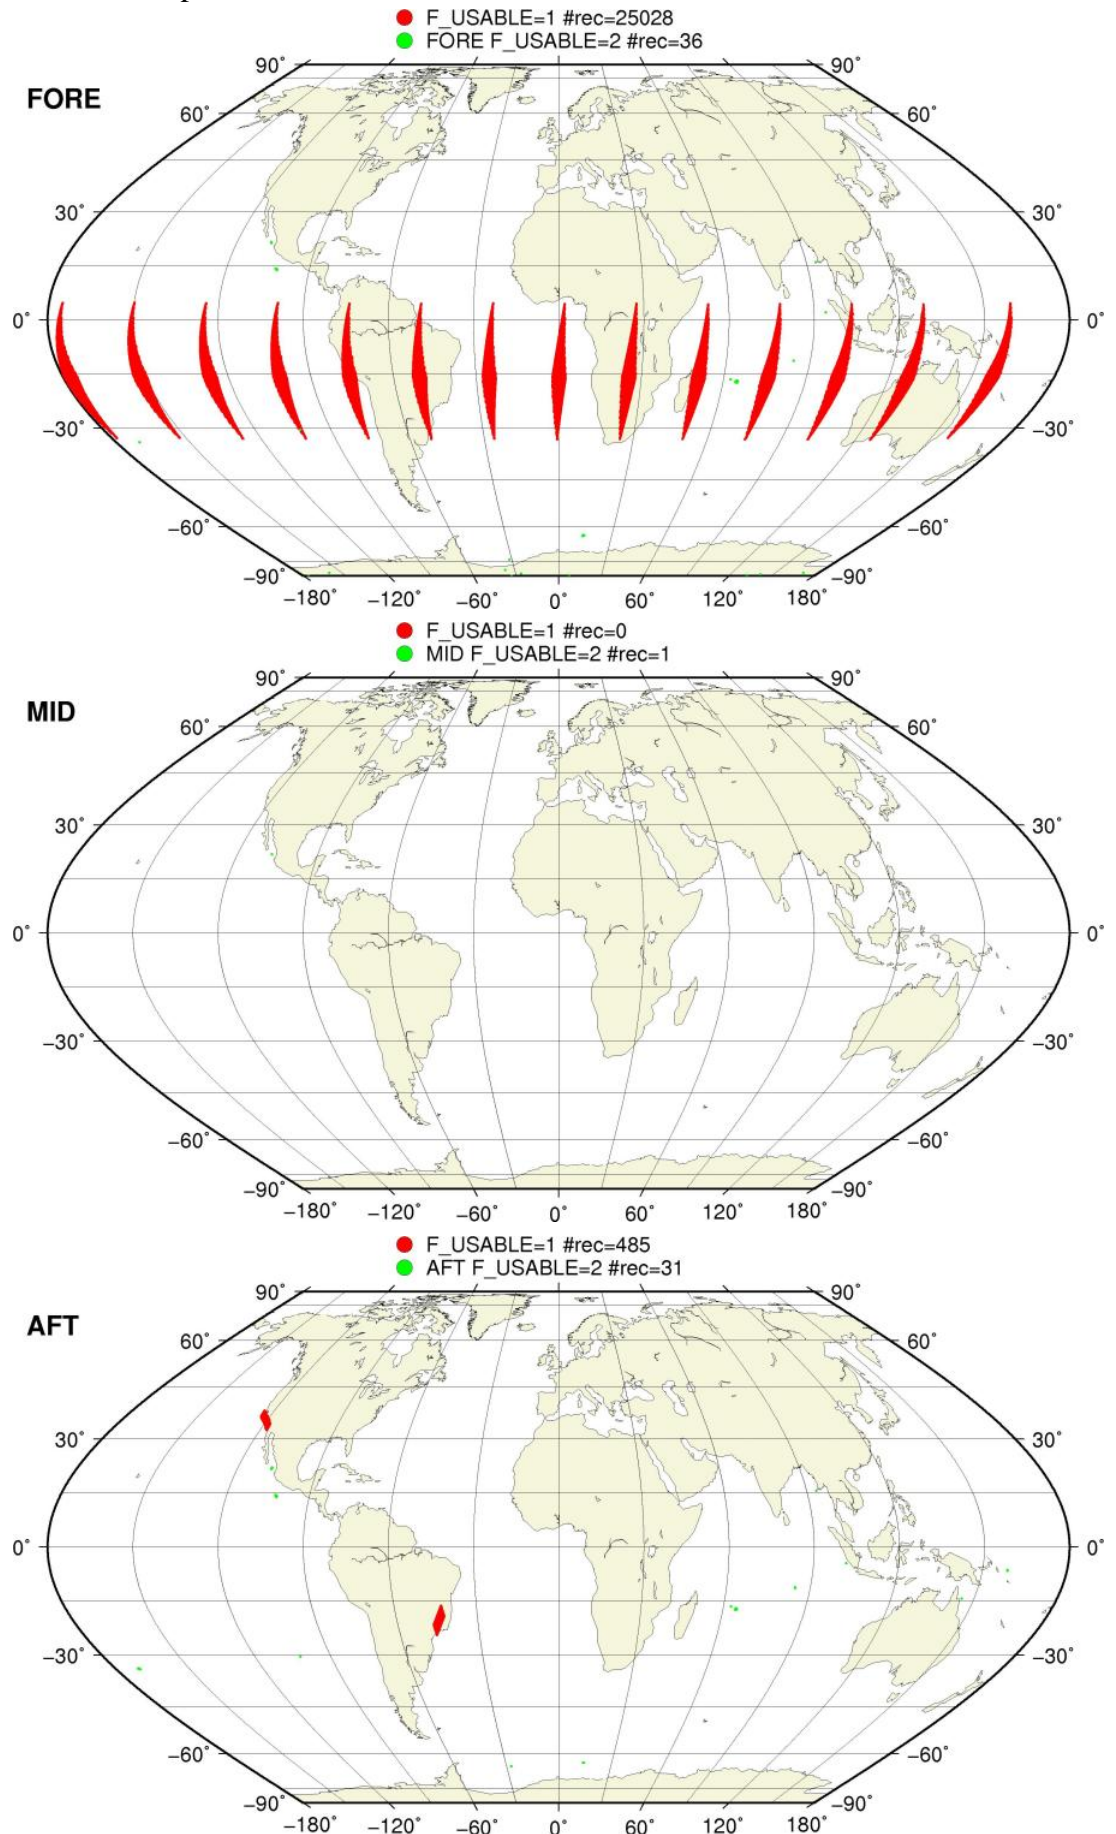 F_USABLE=1 #rec=25028
FORE F_USABLE=2 #rec=36
FORE
90˚ 90˚
60˚ 60˚
30˚ 30˚
0˚ 0˚
−30˚ −30˚
−60˚ −60˚
−90˚ −90˚
−180˚ −120˚ −60˚ 0˚ 60˚ 120˚ 180˚
F_USABLE=1 #rec=0
MID F_USABLE=2 #rec=1
MID
90˚ 90˚
60˚ 60˚
30˚ 30˚
0˚ 0˚
−30˚ −30˚
−60˚ −60˚
−90˚ −90˚
−180˚ −120˚ −60˚ 0˚ 60˚ 120˚ 180˚
F_USABLE=1 #rec=485
AFT F_USABLE=2 #rec=31
AFT
90˚ 90˚
60˚ 60˚
30˚ 30˚
0˚ 0˚
−30˚ −30˚
−60˚ −60˚
−90˚ −90˚
−180˚ −120˚ −60˚ 0˚ 60˚ 120˚ 180˚